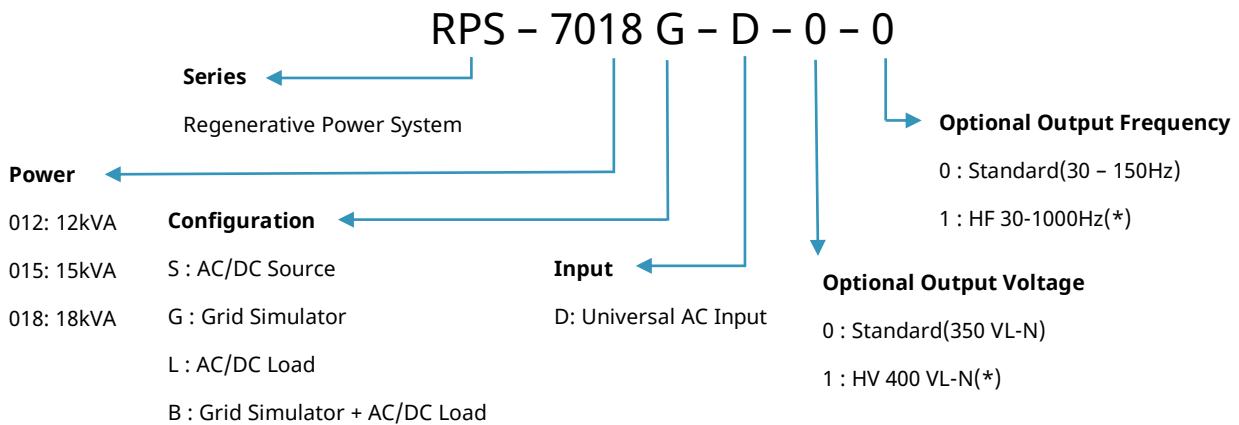 RPS – 7018 G – D – 0 – 0
Series
Regenerative Power System
Power
012: 12kVA
015: 15kVA
018: 18kVA
Configuration
S : AC/DC Source
G : Grid Simulator
L : AC/DC Load
B : Grid Simulator + AC/DC Load
Input
D: Universal AC Input
Optional Output Voltage
0 : Standard(350 VL-N)
1 : HV 400 VL-N(*)
Optional Output Frequency
0 : Standard(30 – 150Hz)
1 : HF 30-1000Hz(*)